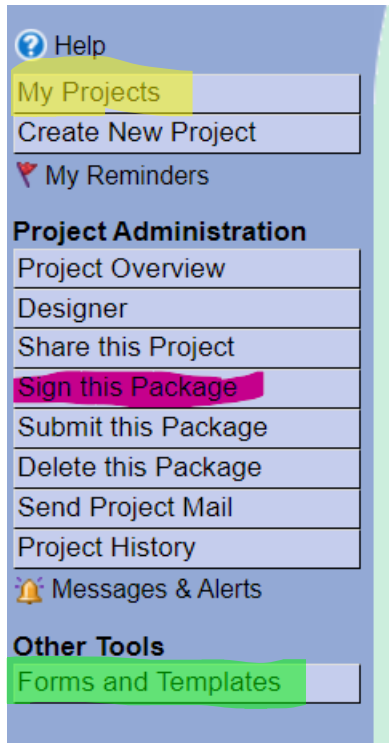 Help
My Projects
Create New Project
My Reminders
Project Administration
Project Overview
Designer
Share this Project
Sign this Package
Submit this Package
Delete this Package
Send Project Mail
Project History
Messages & Alerts
Other Tools
Forms and Templates